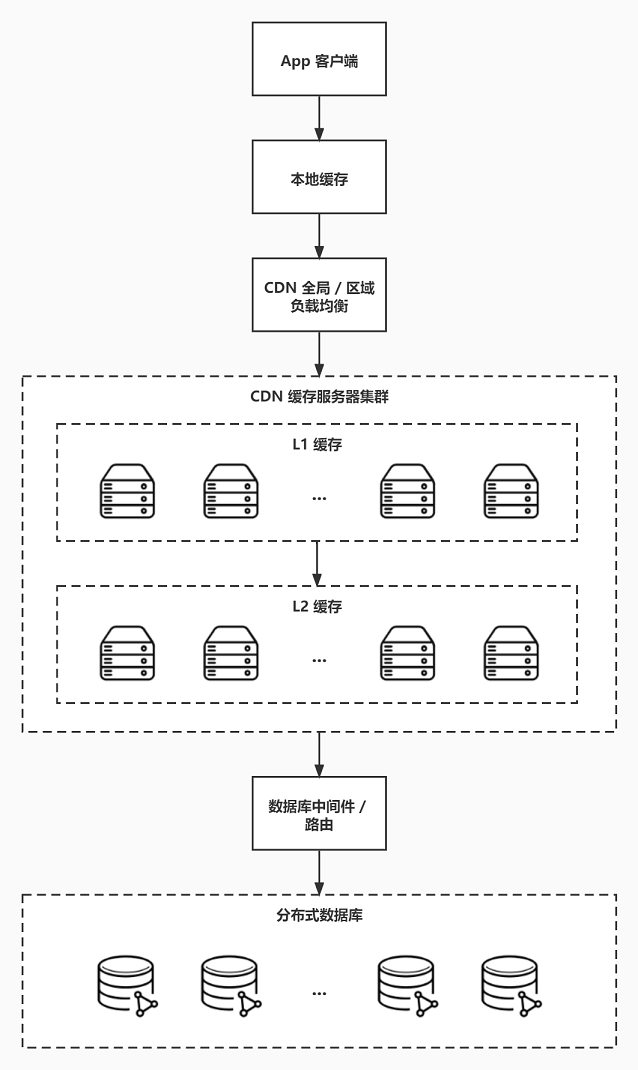 App 客户端
本地缓存
CDN 全局 / 区域
负载均衡
CDN 缓存服务器集群
L1 缓存
...
L2 缓存
...
数据库中间件 /
路由
分布式数据库
...